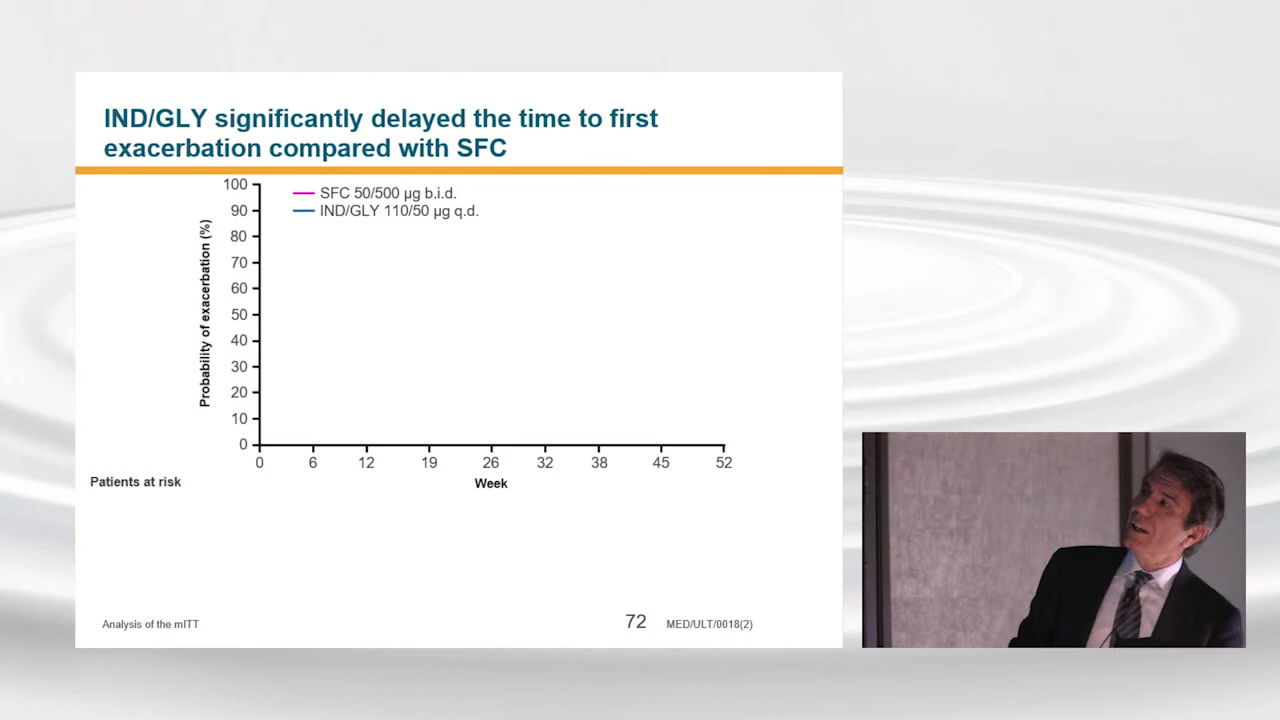 IND/GLY significantly delayed the time to first
exacerbation compared with SFC
SFC 50/500 µg b.i.d.
IND/GLY 110/50 µg q.d.
Probability of exacerbation (%)
100
90
80
70
60
50
40
30
20
10
0
0 6 12 19 26 32 38 45 52
Week
Patients at risk
Analysis of the mITT
72
MED/ULT/0018(2)